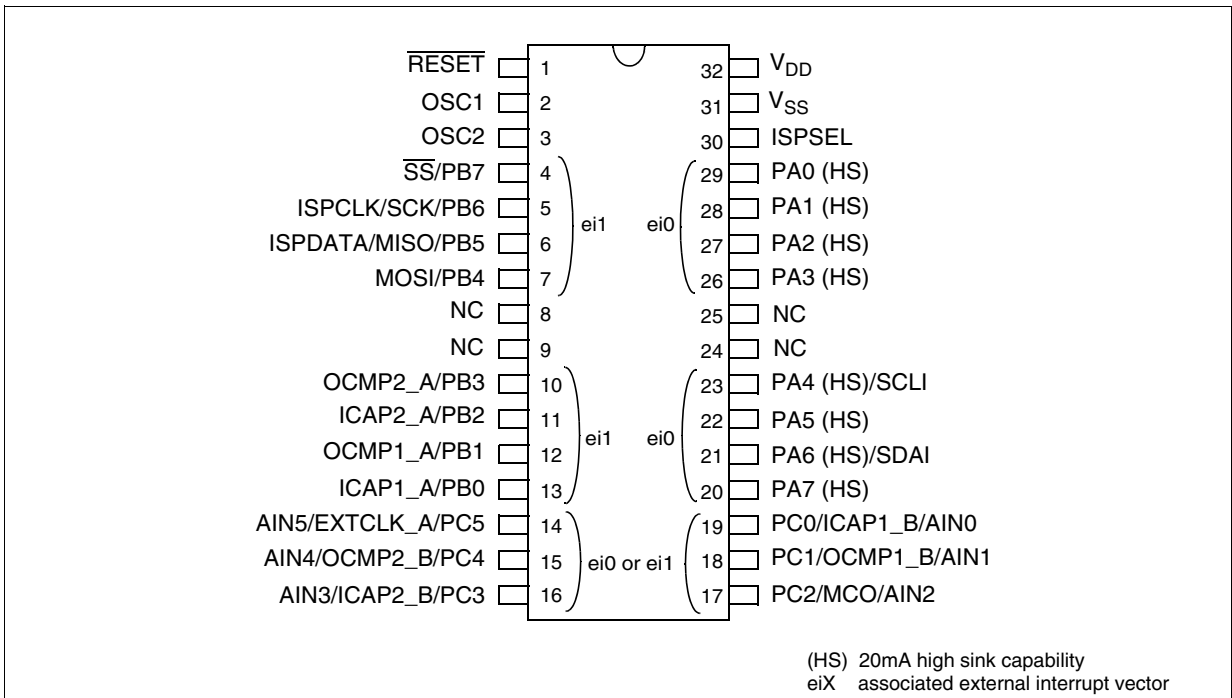 RESET 1 32 V_DD
OSC1 2 31 V_SS
OSC2 3 30 ISPSEL
SS/PB7 4 29 PA0 (HS)
ISPCLK/SCK/PB6 5 28 PA1 (HS)
ei1 ei0
ISPDATA/MISO/PB5 6 27 PA2 (HS)
MOSI/PB4 7 26 PA3 (HS)
NC 8 25 NC
NC 9 24 NC
OCMP2_A/PB3 10 23 PA4 (HS)/SCLI
ICAP2_A/PB2 11 22 PA5 (HS)
ei1 ei0
OCMP1_A/PB1 12 21 PA6 (HS)/SDAI
ICAP1_A/PB0 13 20 PA7 (HS)
AIN5/EXTCLK_A/PC5 14 19 PC0/ICAP1_B/AIN0
AIN4/OCMP2_B/PC4 15 ei0 or ei1 18 PC1/OCMP1_B/AIN1
AIN3/ICAP2_B/PC3 16 17 PC2/MCO/AIN2
(HS) 20mA high sink capability
eiX associated external interrupt vector